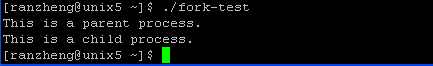 [ranzheng@unix5 ~]$ ./fork-test
This is a parent process.
This is a child process.
[ranzheng@unix5 ~]$